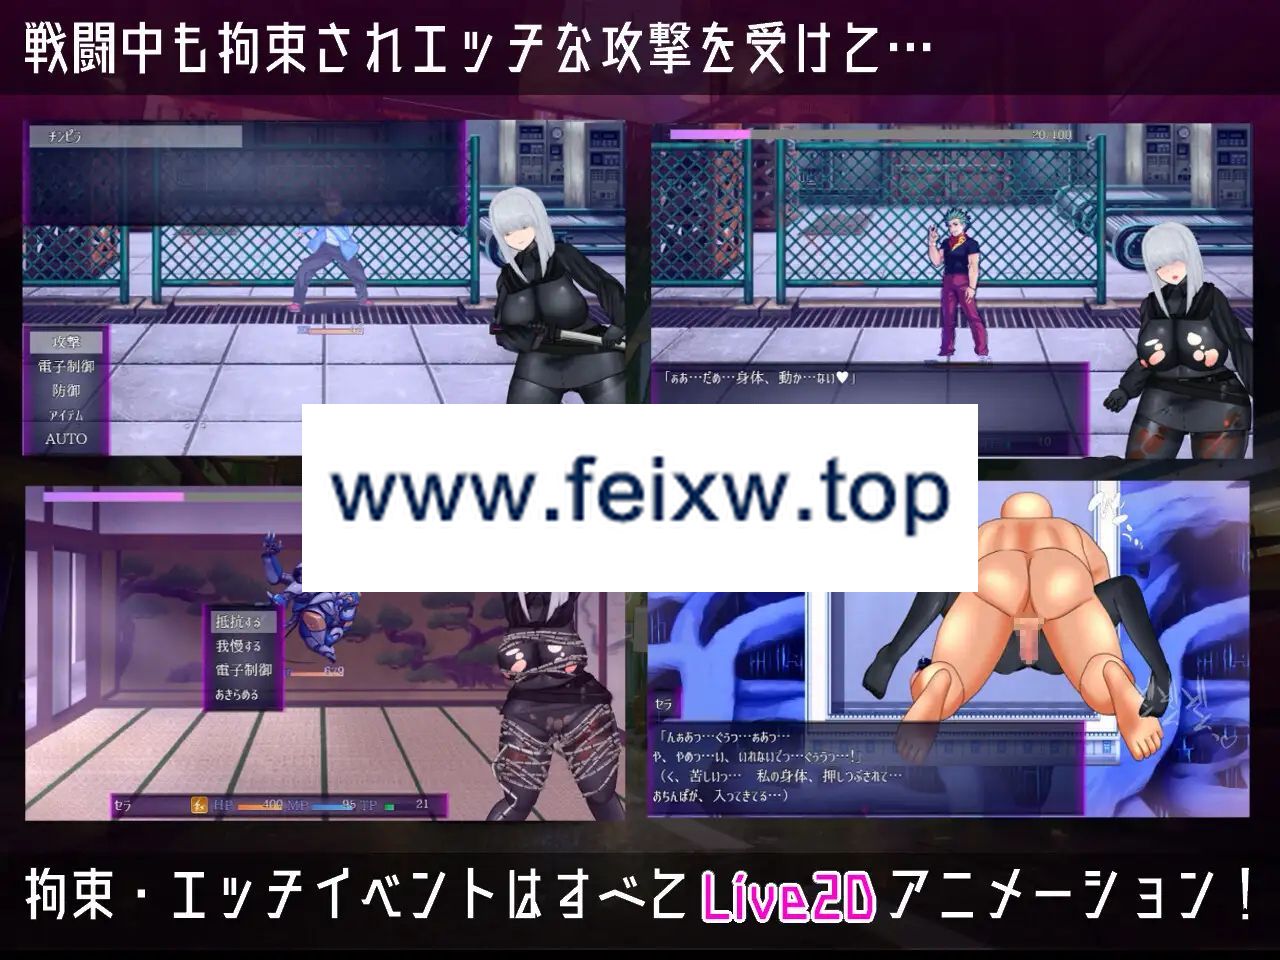 戦闘中も拘束されエッチな攻撃を受けて…
チンピラ
20/100
攻撃
電子制御
防御
アイテム
AUTO
「ぁあ…だめ…身体、動か…ない♥」
10
www.feixw.top
抵抗する
我慢する
電子制御
あきらめる
679
セラ HP 400 MP 95 TP 21
セラ
「んぁあっ…ぐぅっ…ぉあっ…
や、やめっ…い、いれないでっ…ぐぅうっ…！」
（く、苦しいっ… 私の身体、押しつぶされて…
おちんぽが、入ってきてる…）
拘束・エッチイベントはすべてLive2Dアニメーション！